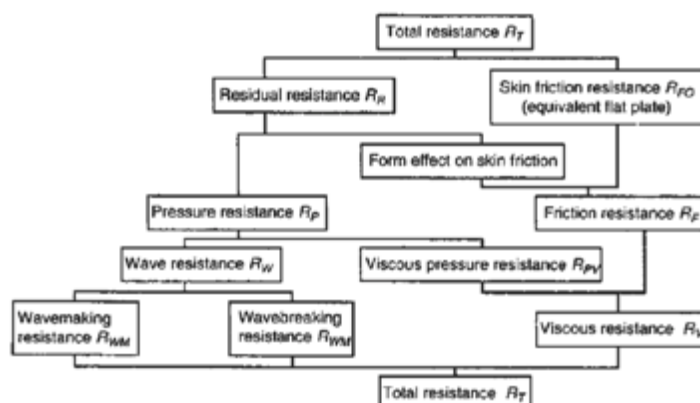 Total resistance R_T
Residual resistance R_R
Skin friction resistance R_FO
(equivalent flat plate)
Form effect on skin friction
Pressure resistance R_P
Friction resistance R_F
Wave resistance R_W
Viscous pressure resistance R_PV
Wavemaking
resistance R_WM
Wavebreaking
resistance R_WM
Viscous resistance R_V
Total resistance R_T